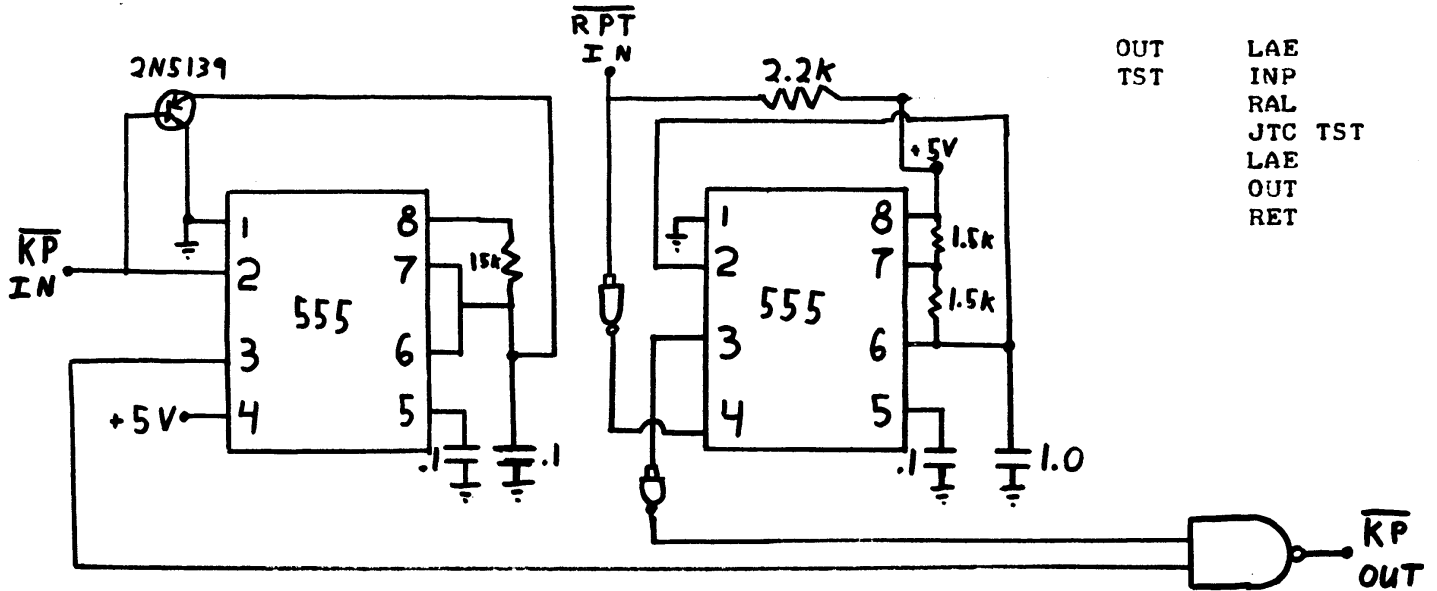 RPT
IN
2N5139
2.2K
+5V
KP
IN
1
2
3
4
+5V
555
8
7
6
5
15K
.1
.1
1
2
3
4
555
8
7
6
5
1.5K
1.5K
.1
1.0
KP
OUT
OUT LAE
TST INP
RAL
JTC TST
LAE
OUT
RET